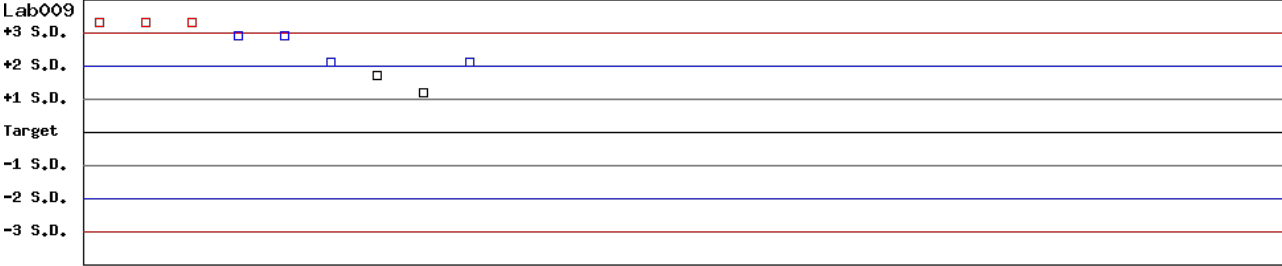 Lab009
+3 S.D.
+2 S.D.
+1 S.D.
Target
-1 S.D.
-2 S.D.
-3 S.D.